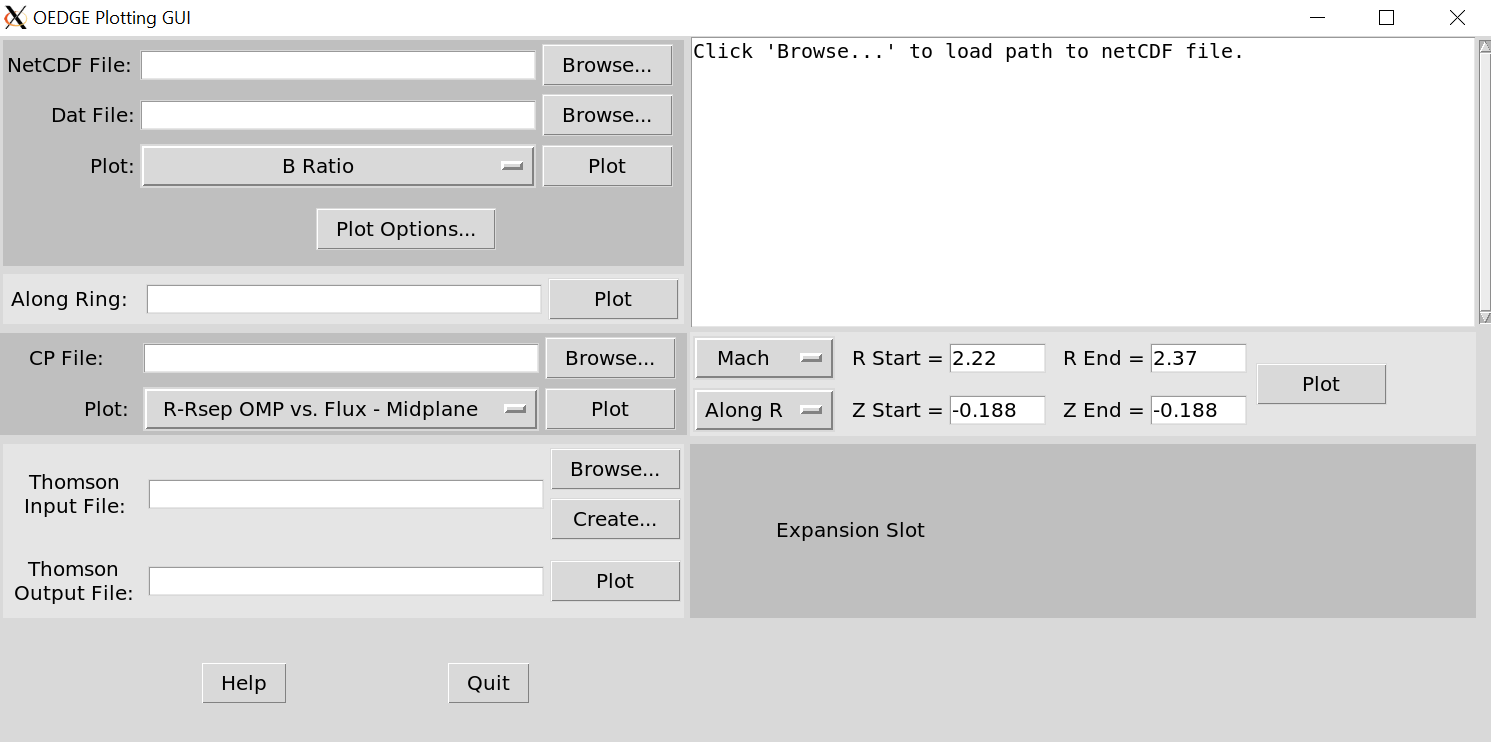 OEDGE Plotting GUI
NetCDF File: Browse...
Dat File: Browse...
Plot: B Ratio Plot
Plot Options...
Along Ring: Plot
CP File: Browse...
Plot: R-Rsep OMP vs. Flux - Midplane Plot
Thomson
Input File:
Browse...
Create...
Thomson
Output File:
Plot
Help Quit
Click 'Browse...' to load path to netCDF file.
Mach R Start = 2.22 R End = 2.37
Along R Z Start = -0.188 Z End = -0.188
Plot
Expansion Slot